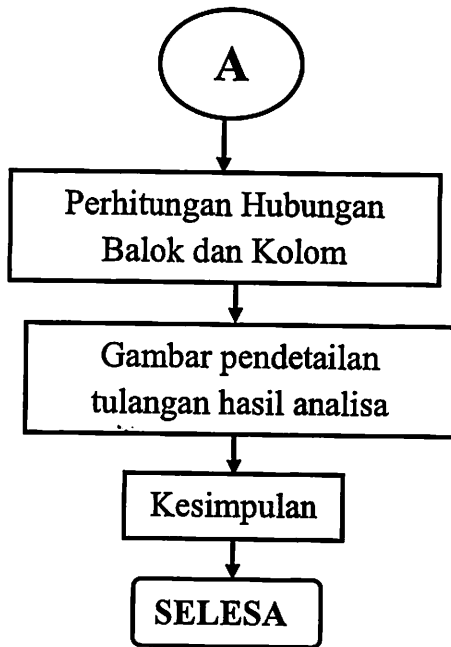 A
Perhitungan Hubungan
Balok dan Kolom
Gambar pendetailan
tulangan hasil analisa
Kesimpulan
SELESA